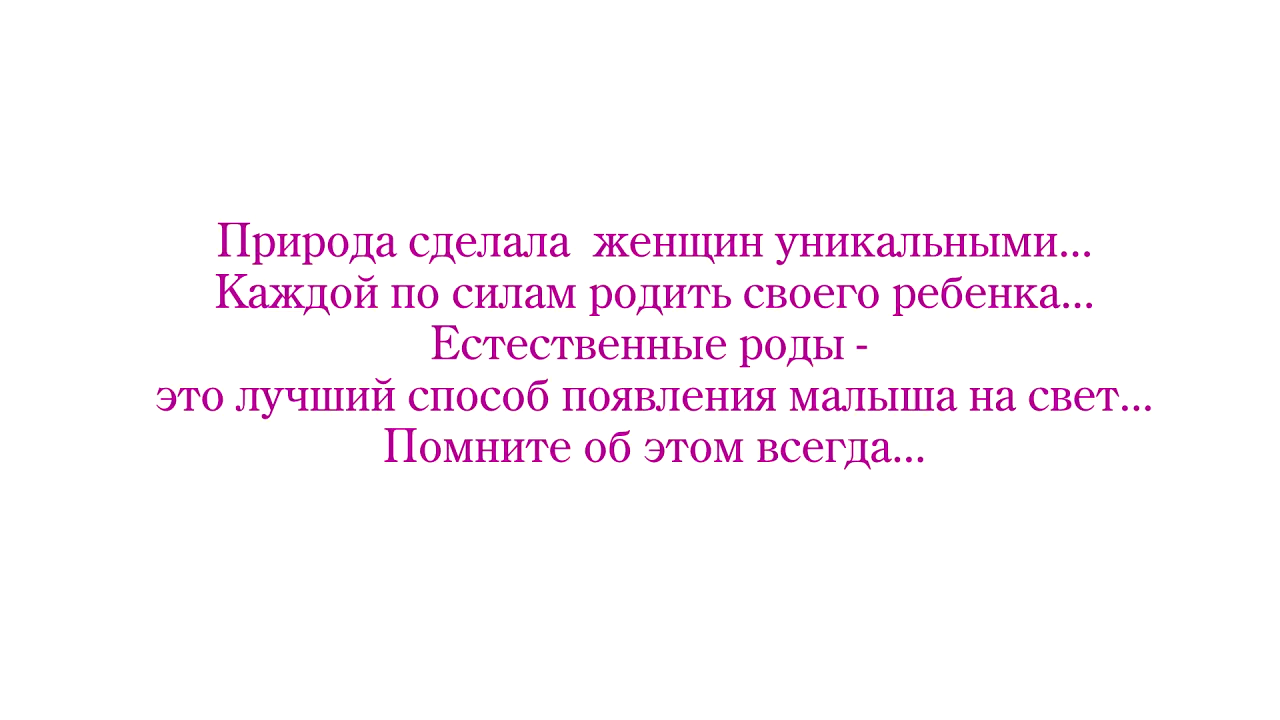 Природа сделала  женщин уникальными...
Каждой по силам родить своего ребенка...
Естественные роды -
это лучший способ появления малыша на свет...
Помните об этом всегда...